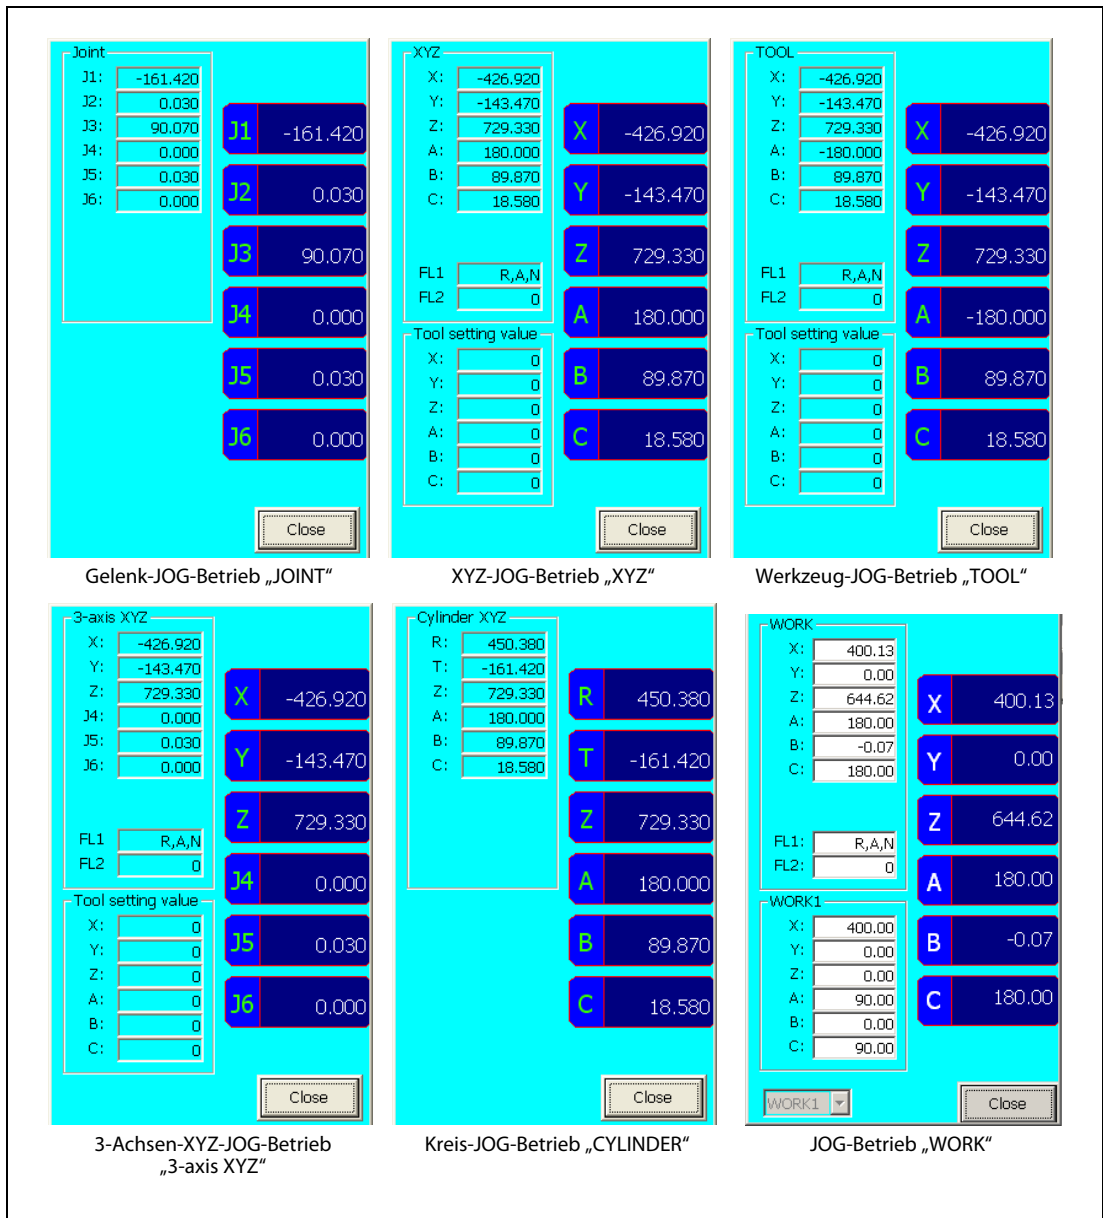 Joint
J1: -161.420
J2: 0.030
J3: 90.070
J4: 0.000
J5: 0.030
J6: 0.000
J1 -161.420
J2 0.030
J3 90.070
J4 0.000
J5 0.030
J6 0.000
Close
Gelenk-JOG-Betrieb „JOINT“
XYZ
X: -426.920
Y: -143.470
Z: 729.330
A: 180.000
B: 89.870
C: 18.580
FL1 R,A,N
FL2 0
Tool setting value
X: 0
Y: 0
Z: 0
A: 0
B: 0
C: 0
X -426.920
Y -143.470
Z 729.330
A 180.000
B 89.870
C 18.580
Close
XYZ-JOG-Betrieb „XYZ“
TOOL
X: -426.920
Y: -143.470
Z: 729.330
A: -180.000
B: 89.870
C: 18.580
FL1 R,A,N
FL2 0
Tool setting value
X: 0
Y: 0
Z: 0
A: 0
B: 0
C: 0
X -426.920
Y -143.470
Z 729.330
A -180.000
B 89.870
C 18.580
Close
Werkzeug-JOG-Betrieb „TOOL“
3-axis XYZ
X: -426.920
Y: -143.470
Z: 729.330
J4: 0.000
J5: 0.030
J6: 0.000
FL1 R,A,N
FL2 0
Tool setting value
X: 0
Y: 0
Z: 0
A: 0
B: 0
C: 0
X -426.920
Y -143.470
Z 729.330
J4 0.000
J5 0.030
J6 0.000
Close
3-Achsen-XYZ-JOG-Betrieb
„3-axis XYZ“
Cylinder XYZ
R: 450.380
T: -161.420
Z: 729.330
A: 180.000
B: 89.870
C: 18.580
R 450.380
T -161.420
Z 729.330
A 180.000
B 89.870
C 18.580
Close
Kreis-JOG-Betrieb „CYLINDER“
WORK
X: 400.13
Y: 0.00
Z: 644.62
A: 180.00
B: -0.07
C: 180.00
FL1: R,A,N
FL2: 0
WORK1
X: 400.00
Y: 0.00
Z: 0.00
A: 90.00
B: 0.00
C: 90.00
X 400.13
Y 0.00
Z 644.62
A 180.00
B -0.07
C 180.00
WORK1
Close
JOG-Betrieb „WORK“